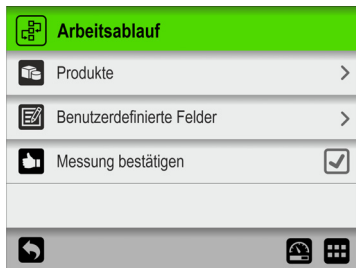 Arbeitsablauf
Produkte
Benutzerdefinierte Felder
Messung bestätigen